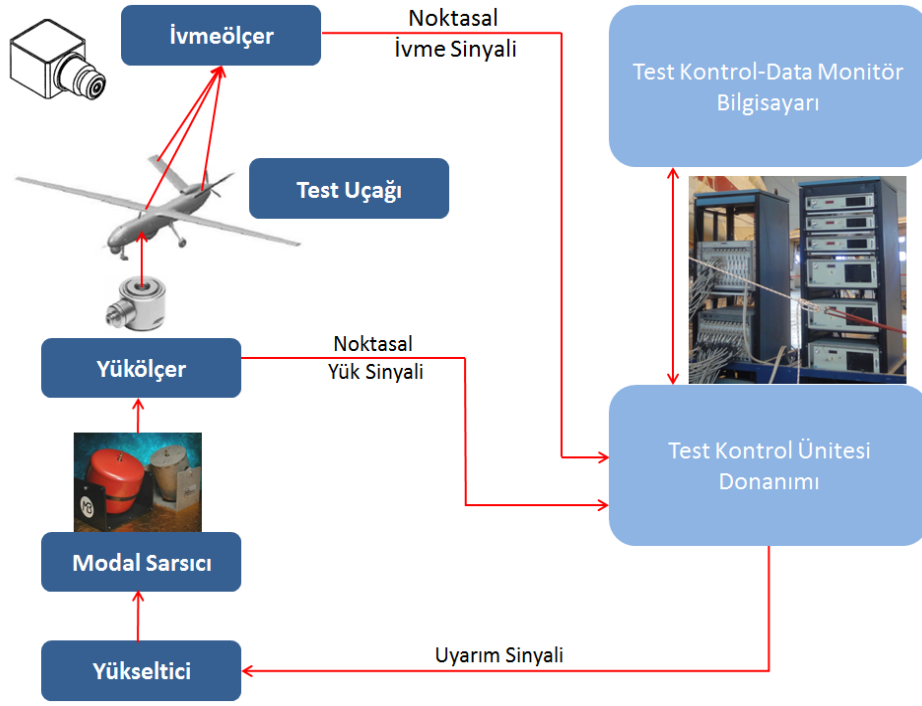 İvmeölçer
Noktasal
İvme Sinyali
Test Kontrol-Data Monitör
Bilgisayarı
Test Uçağı
Yükölçer
Noktasal
Yük Sinyali
Test Kontrol Ünitesi
Donanımı
Modal Sarsıcı
Yükseltici
Uyarım Sinyali